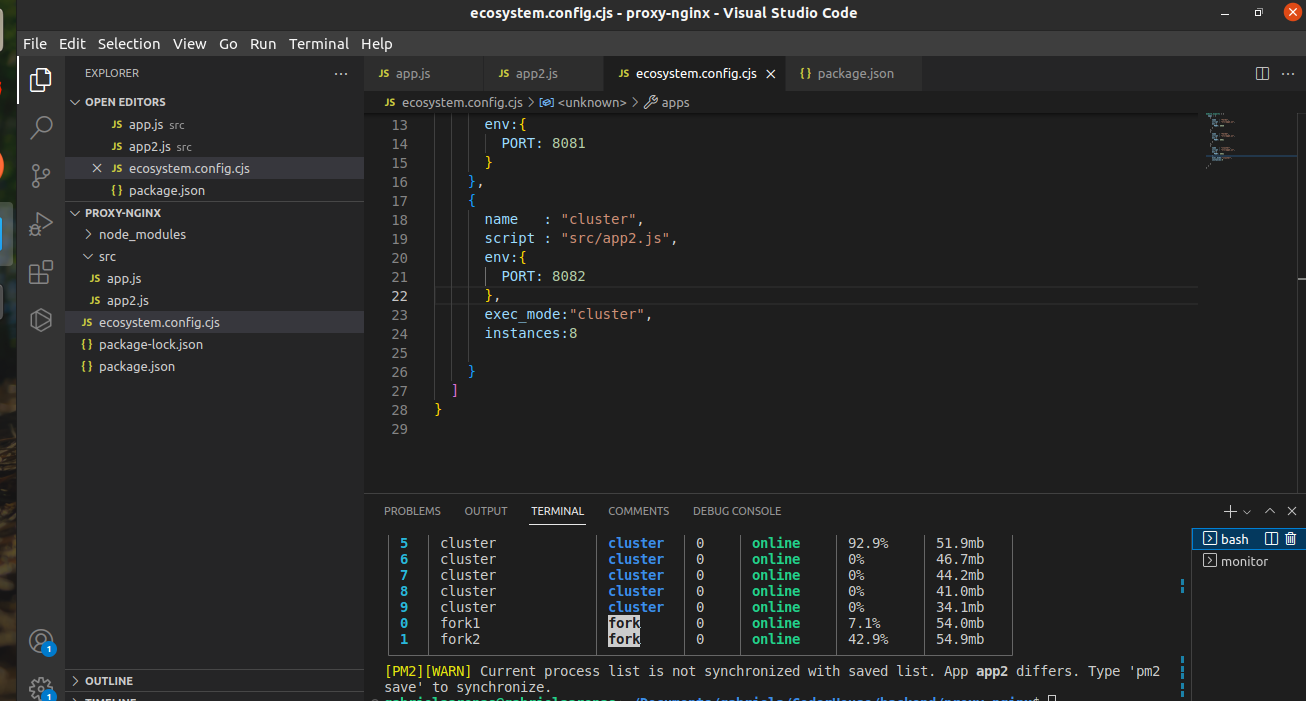 ecosystem.config.cjs - proxy-nginx - Visual Studio Code
File Edit Selection View Go Run Terminal Help
EXPLORER
OPEN EDITORS
JS app.js src
JS app2.js src
JS ecosystem.config.cjs
{} package.json
PROXY-NGINX
node_modules
src
JS app.js
JS app2.js
JS ecosystem.config.cjs
{} package-lock.json
{} package.json
OUTLINE
TIMELINE
1
1
JS app.js JS app2.js JS ecosystem.config.cjs {} package.json
JS ecosystem.config.cjs > <unknown> > apps
13 env:{
14 PORT: 8081
15 }
16 },
17 {
18 name   : "cluster",
19 script : "src/app2.js",
20 env:{
21 PORT: 8082
22 },
23 exec_mode:"cluster",
24 instances:8
25
26 }
27 ]
28 }
29
PROBLEMS OUTPUT TERMINAL COMMENTS DEBUG CONSOLE
5 cluster cluster 0 online 92.9% 51.9mb
6 cluster cluster 0 online 0% 46.7mb
7 cluster cluster 0 online 0% 44.2mb
8 cluster cluster 0 online 0% 41.0mb
9 cluster cluster 0 online 0% 34.1mb
0 fork1 fork 0 online 7.1% 54.0mb
1 fork2 fork 0 online 42.9% 54.9mb
[PM2][WARN] Current process list is not synchronized with saved list. App app2 differs. Type 'pm2
save' to synchronize.
bash
monitor